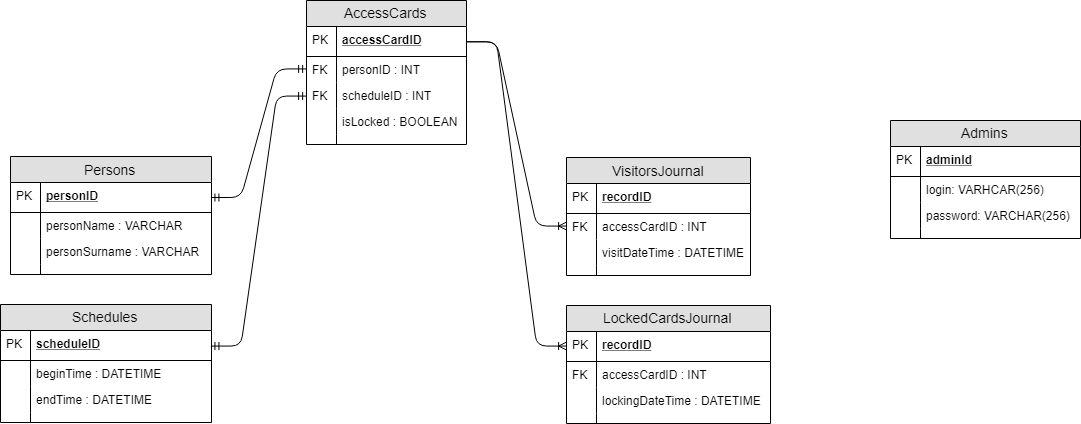 AccessCards
PK accessCardID
FK personID : INT
FK scheduleID : INT
isLocked : BOOLEAN
Persons
PK personID
personName : VARCHAR
personSurname : VARCHAR
Schedules
PK scheduleID
beginTime : DATETIME
endTime : DATETIME
VisitorsJournal
PK recordID
FK accessCardID : INT
visitDateTime : DATETIME
LockedCardsJournal
PK recordID
FK accessCardID : INT
lockingDateTime : DATETIME
Admins
PK adminId
login: VARHCAR(256)
password: VARCHAR(256)